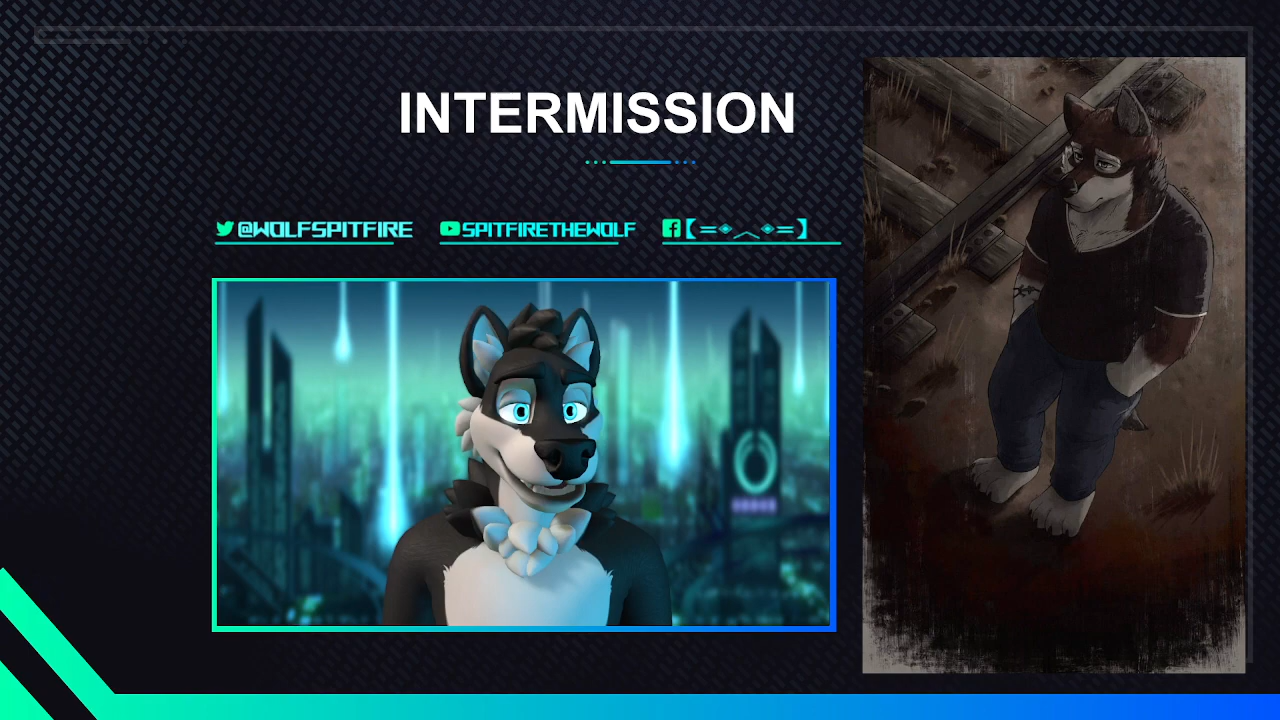 INTERMISSION
@WOLFSPITFIRE
SPITFIRETHEWOLF
【=◈︿◈=】